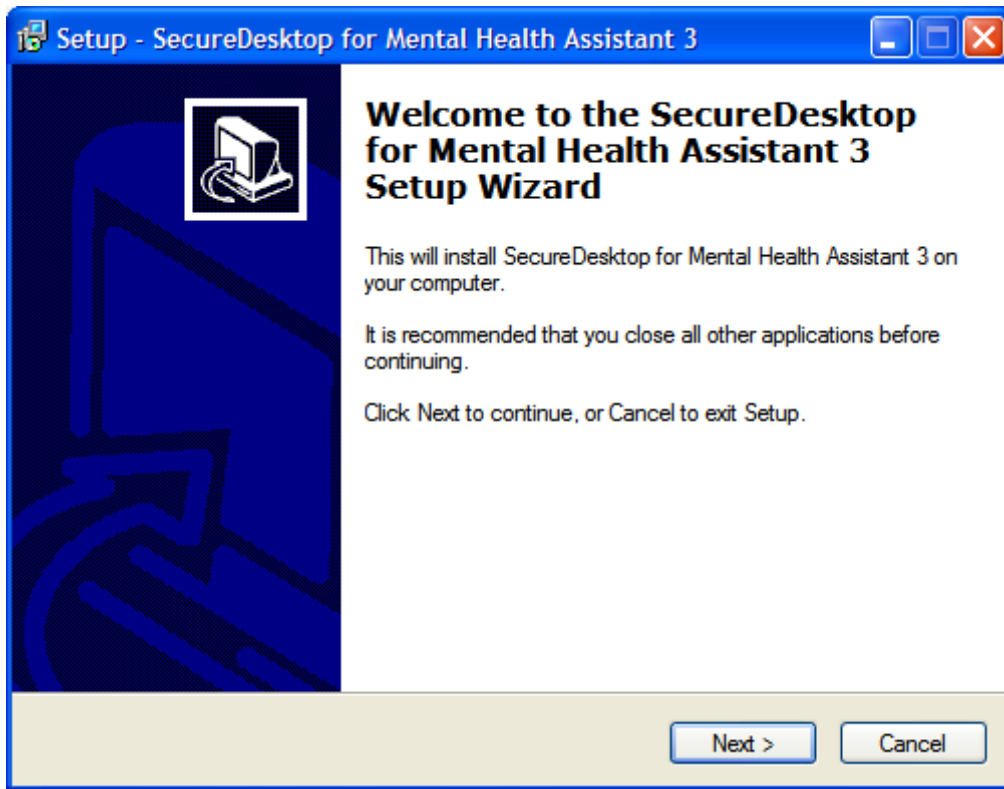 Setup - SecureDesktop for Mental Health Assistant 3
Welcome to the SecureDesktop
for Mental Health Assistant 3
Setup Wizard
This will install SecureDesktop for Mental Health Assistant 3 on
your computer.
It is recommended that you close all other applications before
continuing.
Click Next to continue, or Cancel to exit Setup.
Next >
Cancel